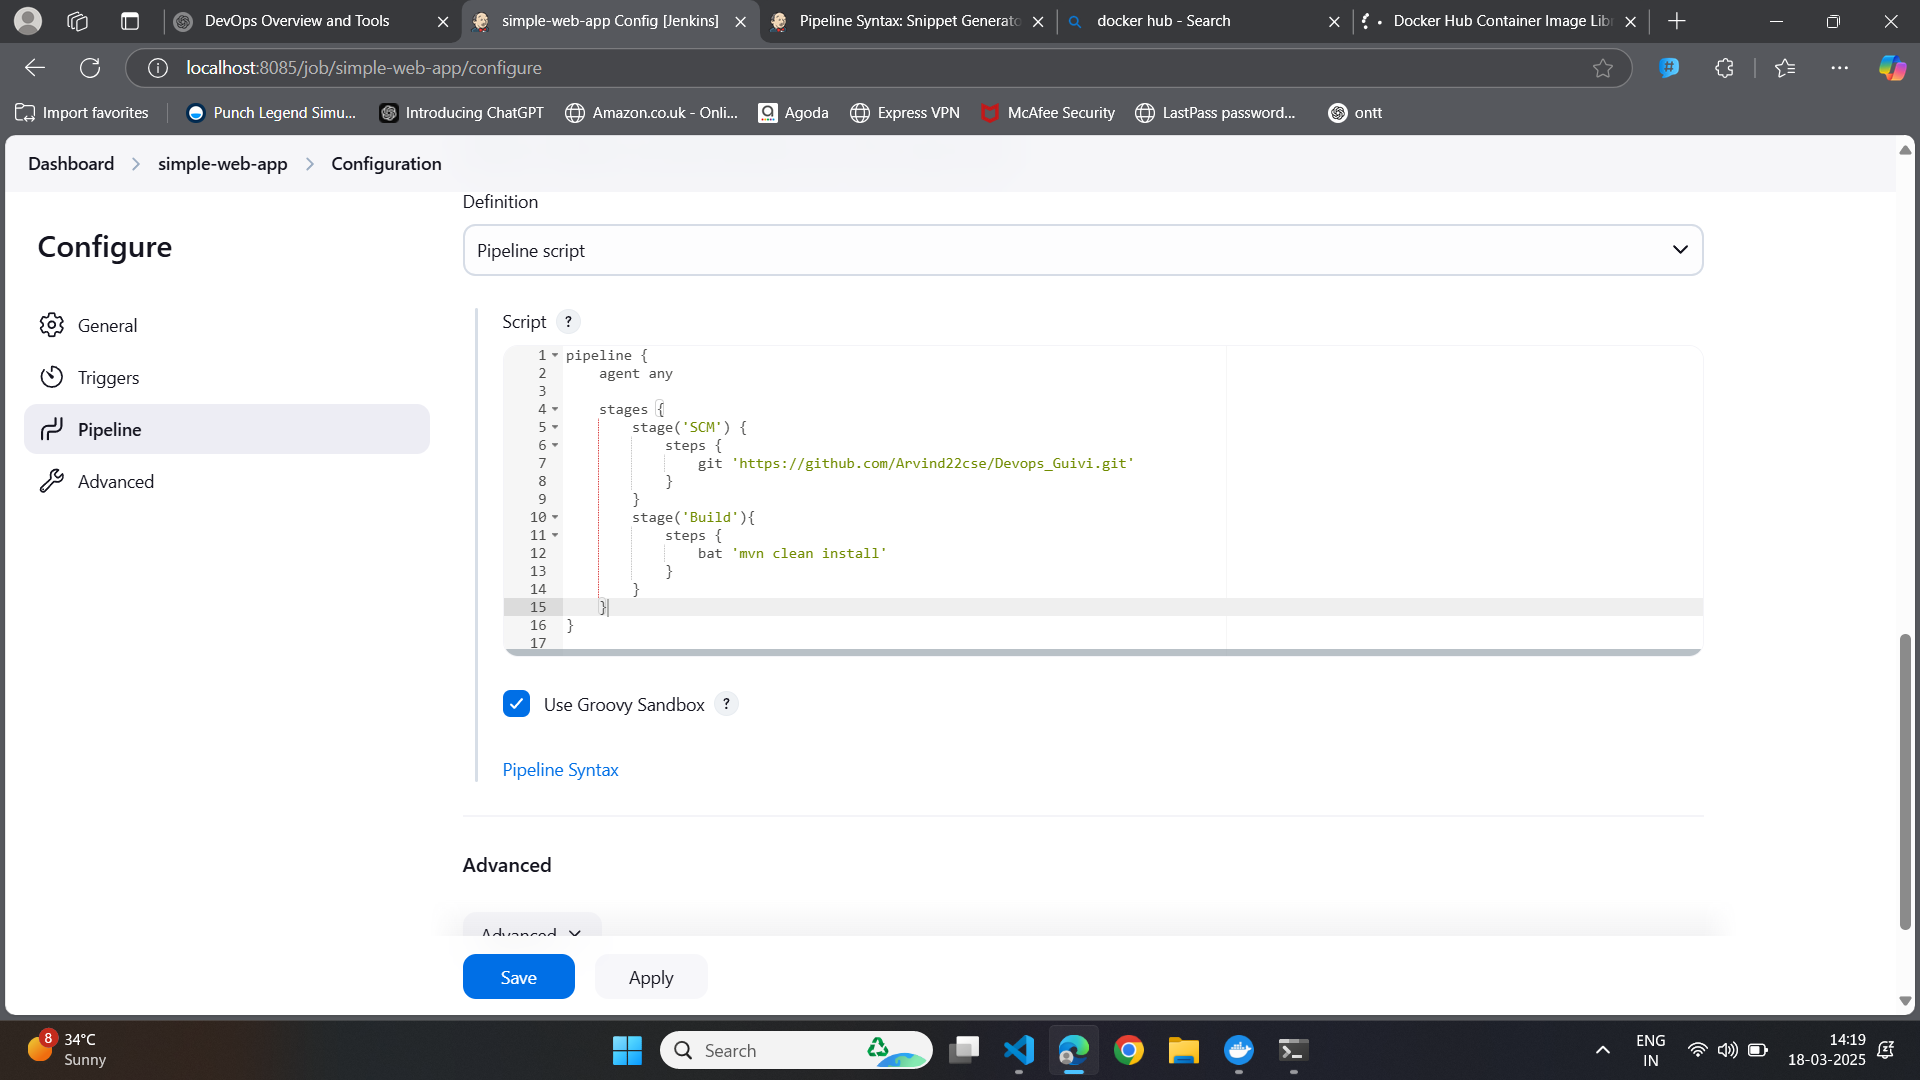 DevOps Overview and Tools
simple-web-app Config [Jenkins]
Pipeline Syntax: Snippet Generato
docker hub - Search
Docker Hub Container Image Lib
localhost:8085/job/simple-web-app/configure
Import favorites
Punch Legend Simu...
Introducing ChatGPT
Amazon.co.uk - Onli...
Agoda
Express VPN
McAfee Security
LastPass password...
ontt
Dashboard
simple-web-app
Configuration
Configure
General
Triggers
Pipeline
Advanced
Definition
Pipeline script
Script ?
1 pipeline {
2     agent any
3
4     stages {
5         stage('SCM') {
6             steps {
7                 git 'https://github.com/Arvind22cse/Devops_Guivi.git'
8             }
9         }
10         stage('Build'){
11             steps {
12                 bat 'mvn clean install'
13             }
14         }
15     }
16 }
17
Use Groovy Sandbox ?
Pipeline Syntax
Advanced
Advanced
Save
Apply
8
34°C
Sunny
Search
ENG
IN
14:19
18-03-2025